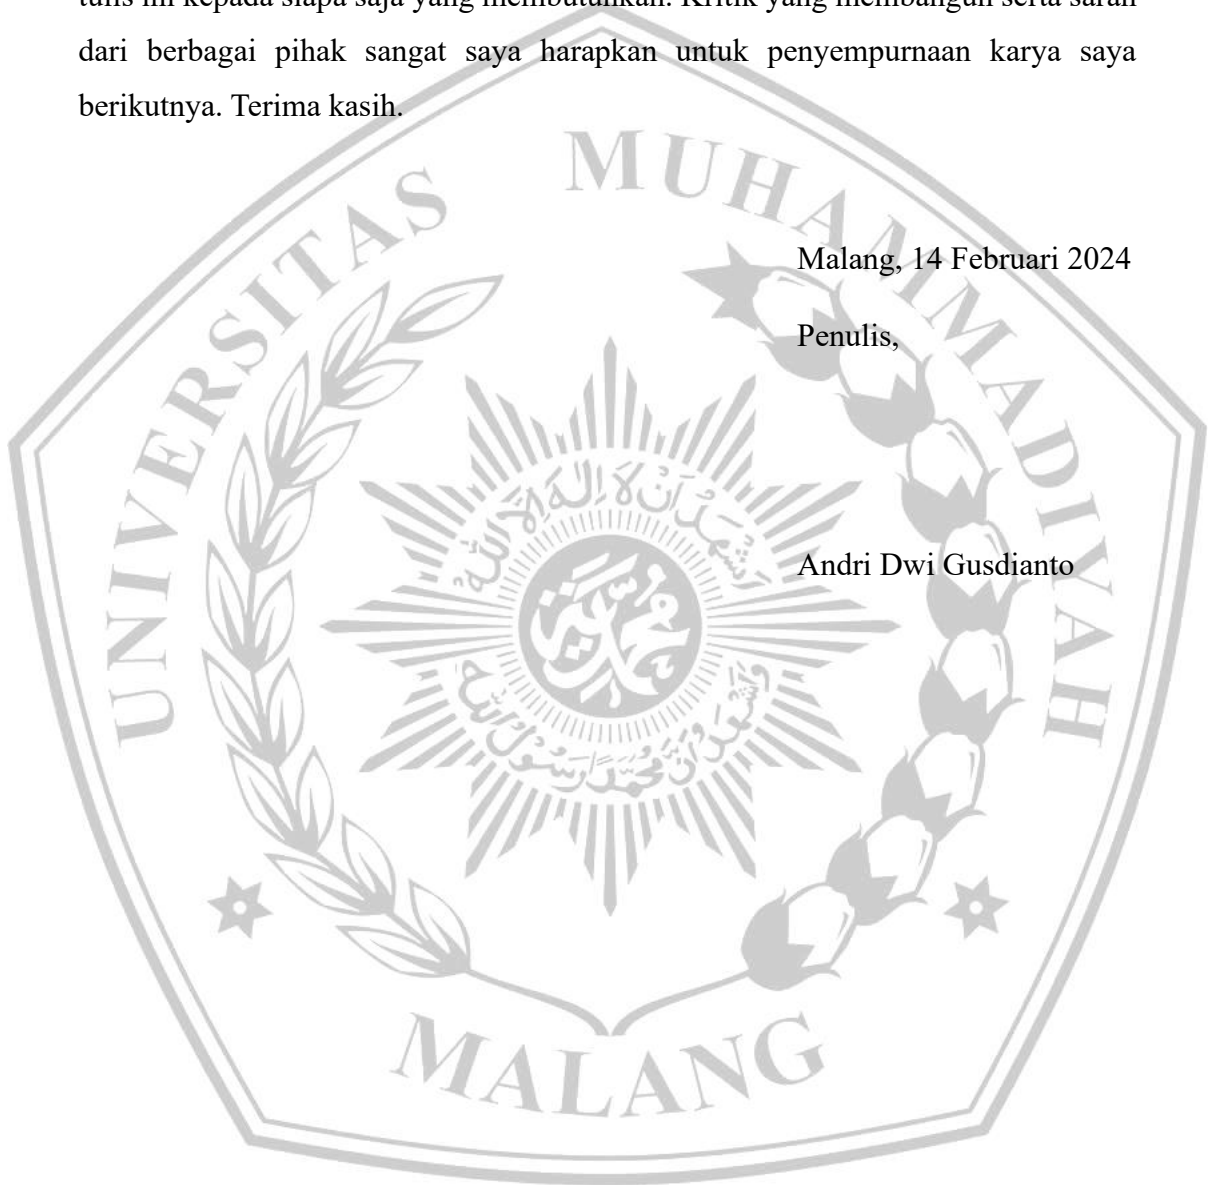 tulis ini kepada siapa saja yang membutuhkan. Kritik yang membangun serta saran
dari berbagai pihak sangat saya harapkan untuk penyempurnaan karya saya
berikutnya. Terima kasih.
UNIVERSITAS MUHAMMADIYAH
Malang, 14 Februari 2024
Penulis,
Andri Dwi Gusdianto
MALANG